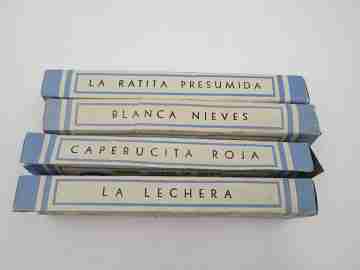 LA RATITA PRESUMIDA
BLANCA NIEVES
CAPERUCITA ROJA
LA LECHERA